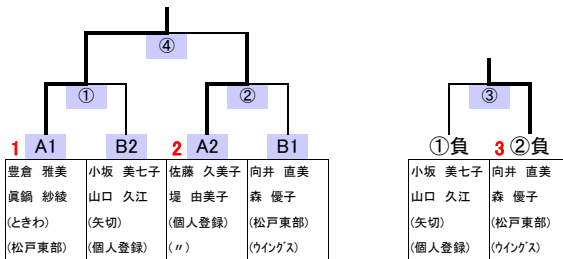 ④
① ② ③
1 A1 B2 2 A2 B1 ①負 3 ②負
豊倉 雅美 小坂 美七子 佐藤 久美子 向井 直美 小坂 美七子 向井 直美
眞鍋 紗綾 山口 久江 堤 由美子 森 優子 山口 久江 森 優子
(ときわ) (矢切) (個人登録) (松戸東部) (矢切) (松戸東部)
(松戸東部) (個人登録) (〃) (ウイングス) (個人登録) (ウイングス)